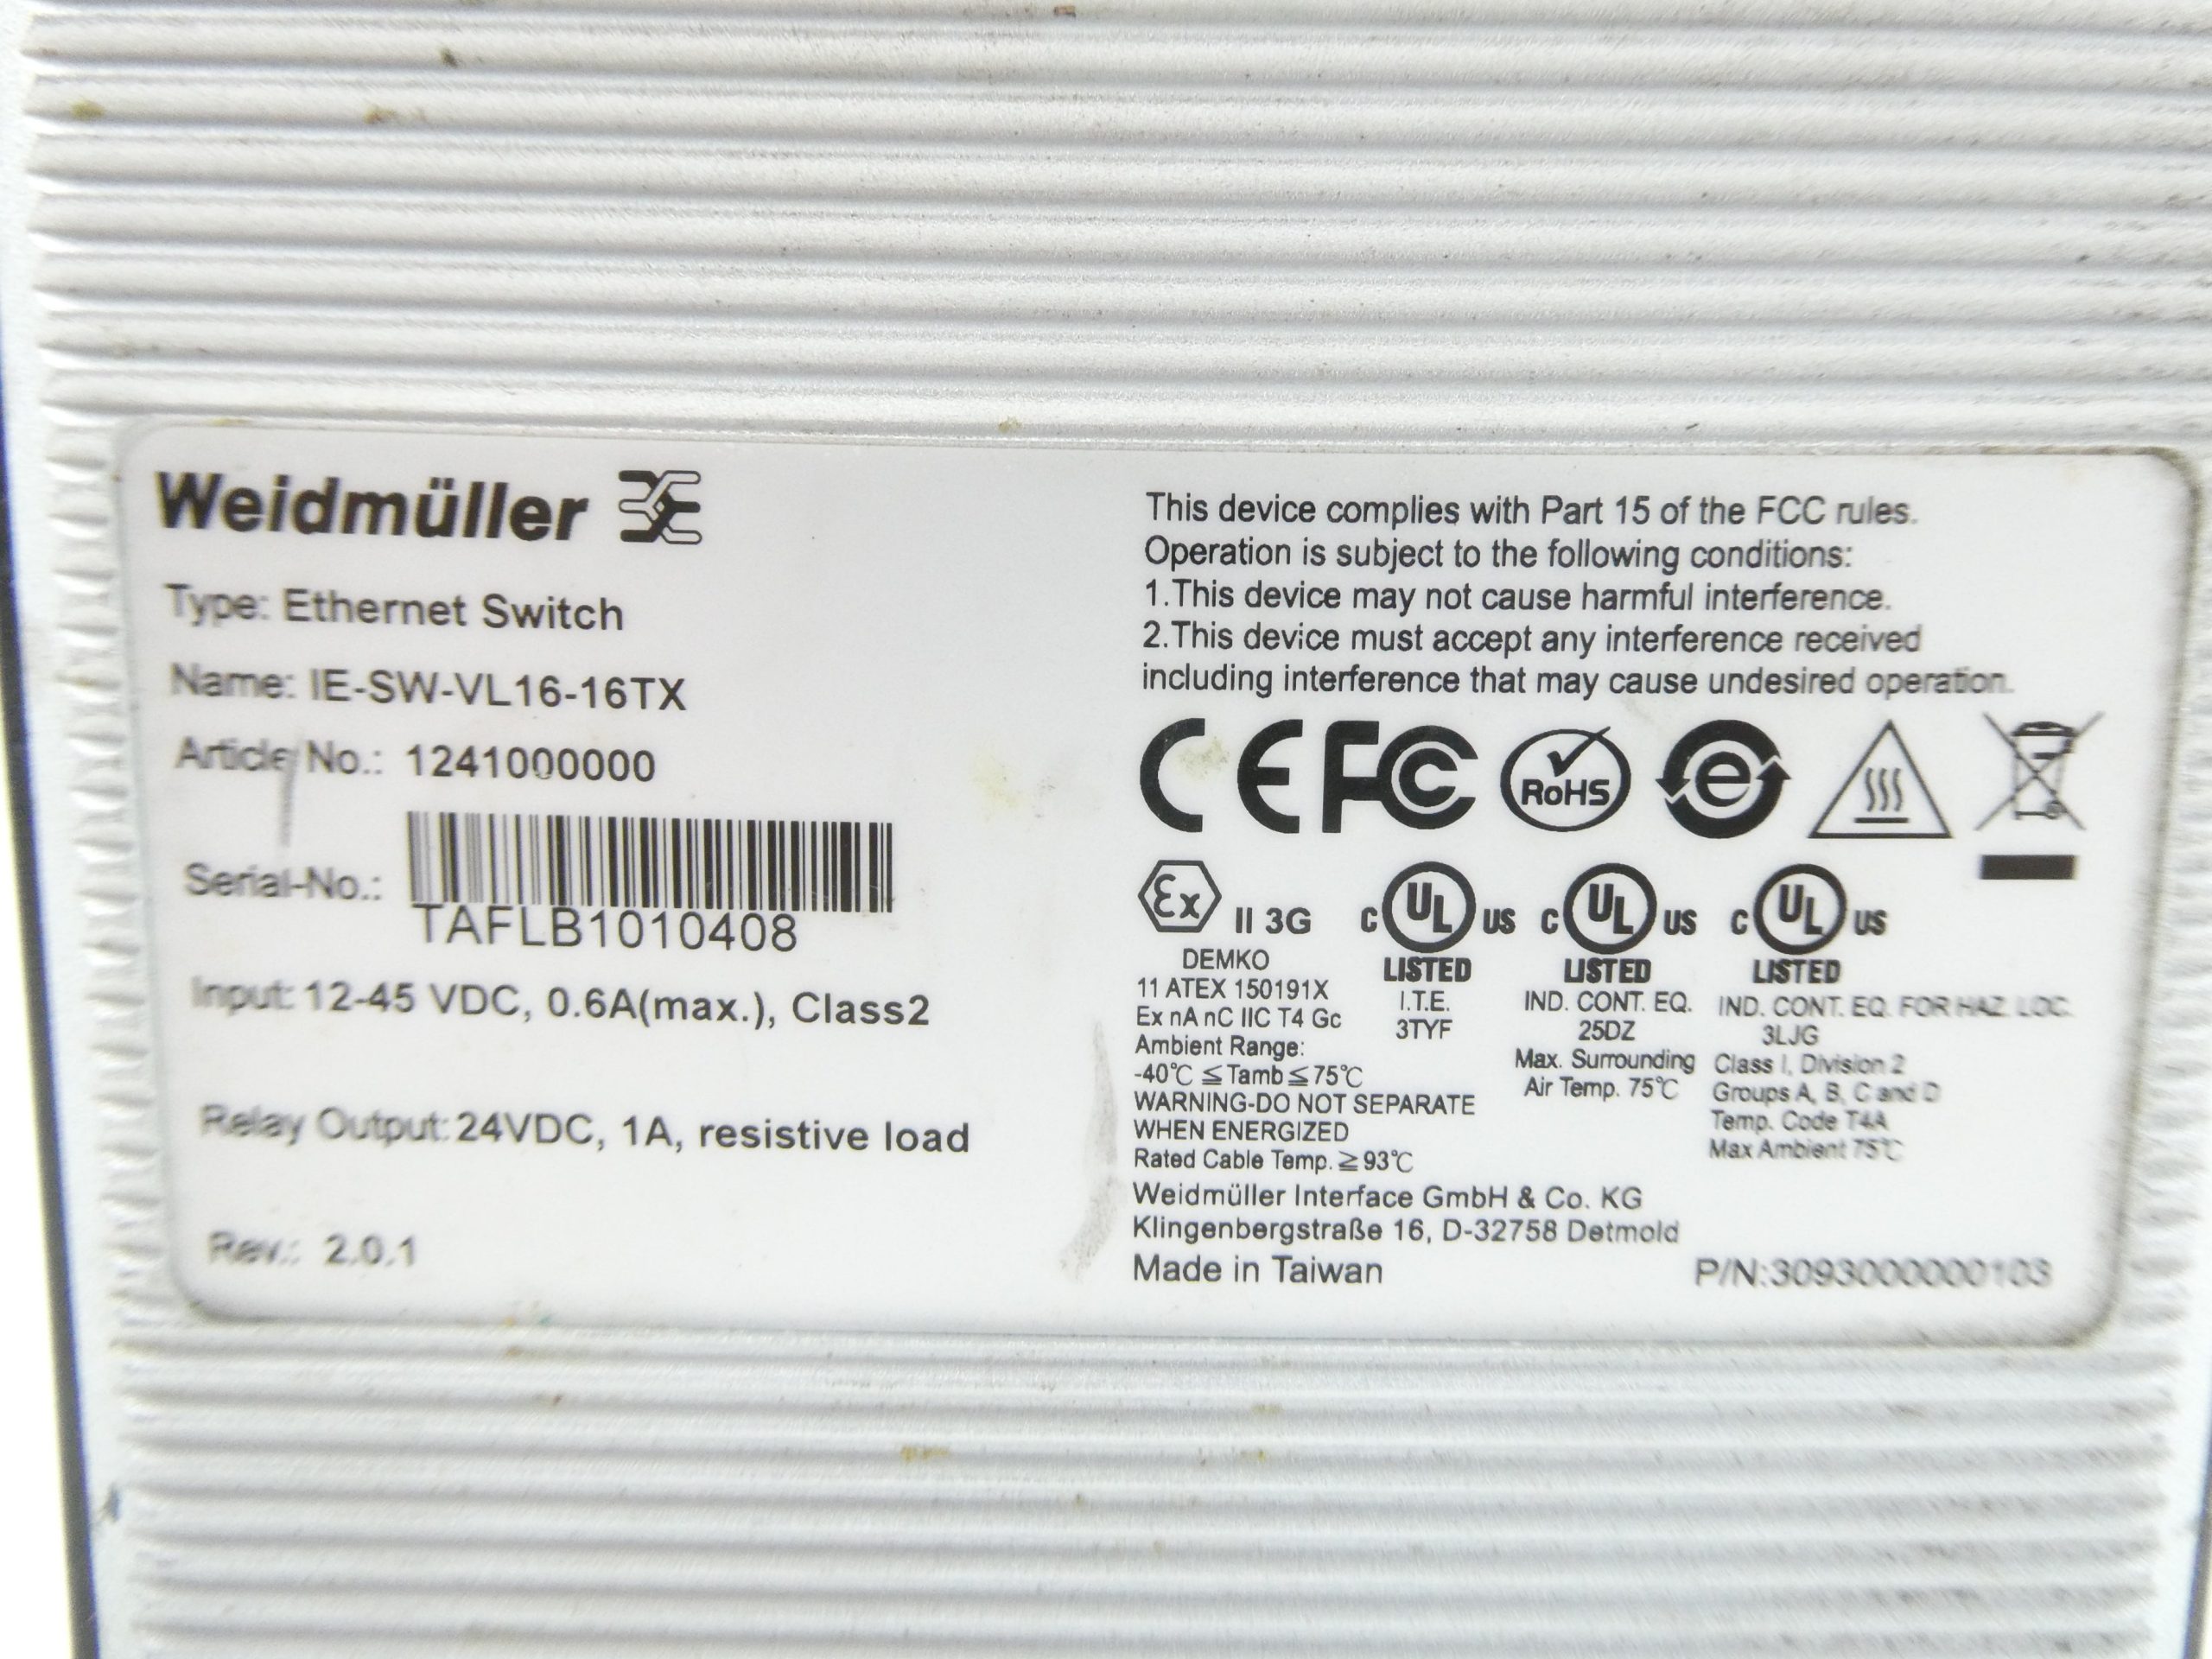 Weidmüller
Type: Ethernet Switch
Name: IE-SW-VL16-16TX
Article No.: 1241000000
Serial-No.:
TAFLB1010408
Input: 12-45 VDC, 0.6A(max.), Class2
Relay Output: 24VDC, 1A, resistive load
Rev.: 2.0.1
This device complies with Part 15 of the FCC rules.
Operation is subject to the following conditions:
1.This device may not cause harmful interference.
2.This device must accept any interference received
including interference that may cause undesired operation.
CE FC RoHS e
Ex II 3G
DEMKO
11 ATEX 150191X
Ex nA nC IIC T4 Gc
Ambient Range:
-40℃ ≦Tamb≦75℃
WARNING-DO NOT SEPARATE
WHEN ENERGIZED
Rated Cable Temp.≧93℃
C UL US
LISTED
I.T.E.
3TYF
C UL US
LISTED
IND. CONT. EQ.
25DZ
Max. Surrounding
Air Temp. 75℃
C UL US
LISTED
IND. CONT. EQ. FOR HAZ. LOC.
3LJG
Class I, Division 2
Groups A, B, C and D
Temp. Code T4A
Max Ambient 75℃
Weidmüller Interface GmbH & Co. KG
Klingenbergstraße 16, D-32758 Detmold
Made in Taiwan
P/N:3093000000103